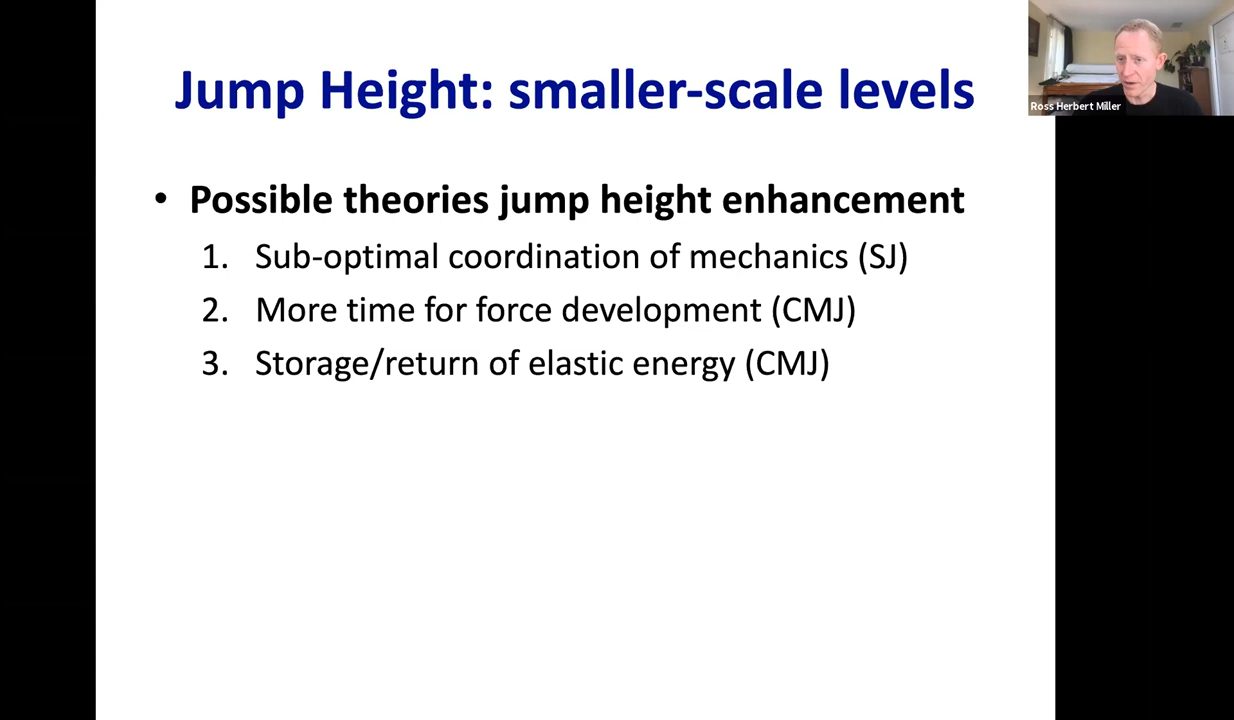 Jump Height: smaller-scale levels
Ross Herbert Miller
• Possible theories jump height enhancement
1. Sub-optimal coordination of mechanics (SJ)
2. More time for force development (CMJ)
3. Storage/return of elastic energy (CMJ)